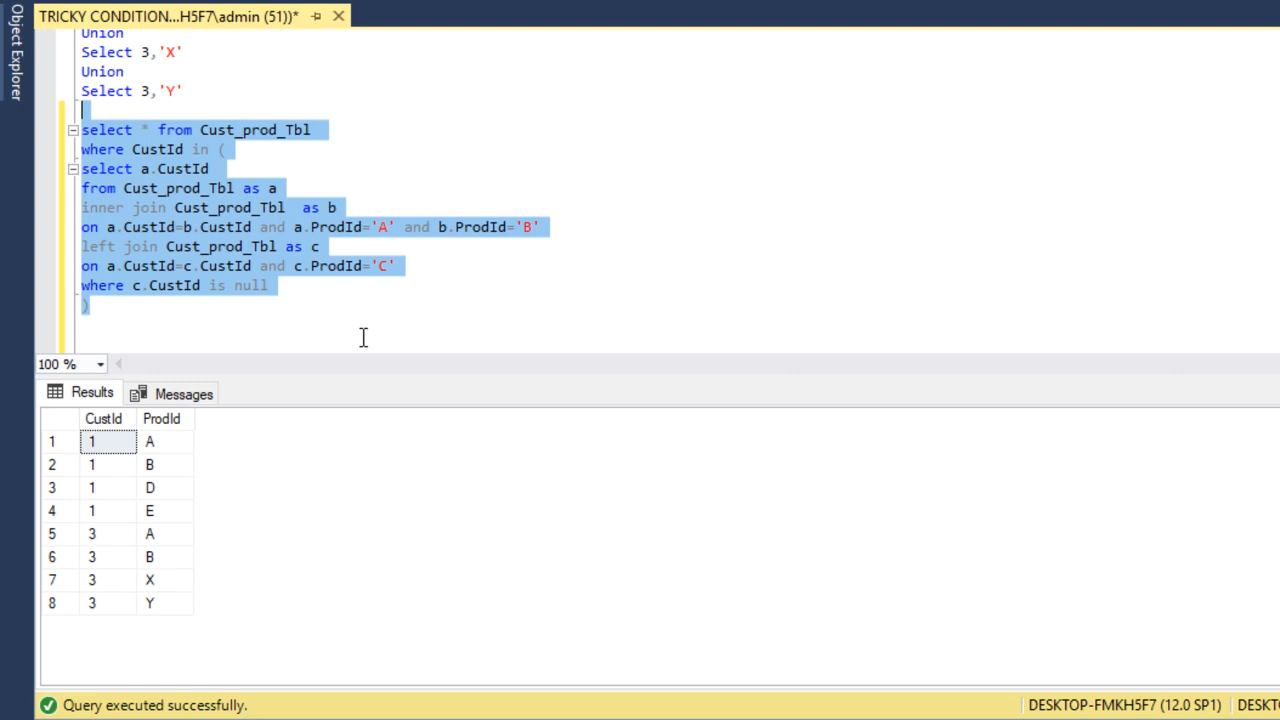 TRICKY CONDITION...H5F7\admin (51))*
Object Explorer
Union
Select 3,'X'
Union
Select 3,'Y'
select * from Cust_prod_Tbl
where CustId in (
select a.CustId
from Cust_prod_Tbl as a
inner join Cust_prod_Tbl  as b
on a.CustId=b.CustId and a.ProdId='A' and b.ProdId='B'
left join Cust_prod_Tbl as c
on a.CustId=c.CustId and c.ProdId='C'
where c.CustId is null
)
100 %
Results Messages
CustId ProdId
1 1 A
2 1 B
3 1 D
4 1 E
5 3 A
6 3 B
7 3 X
8 3 Y
Query executed successfully. DESKTOP-FMKH5F7 (12.0 SP1) DESKT